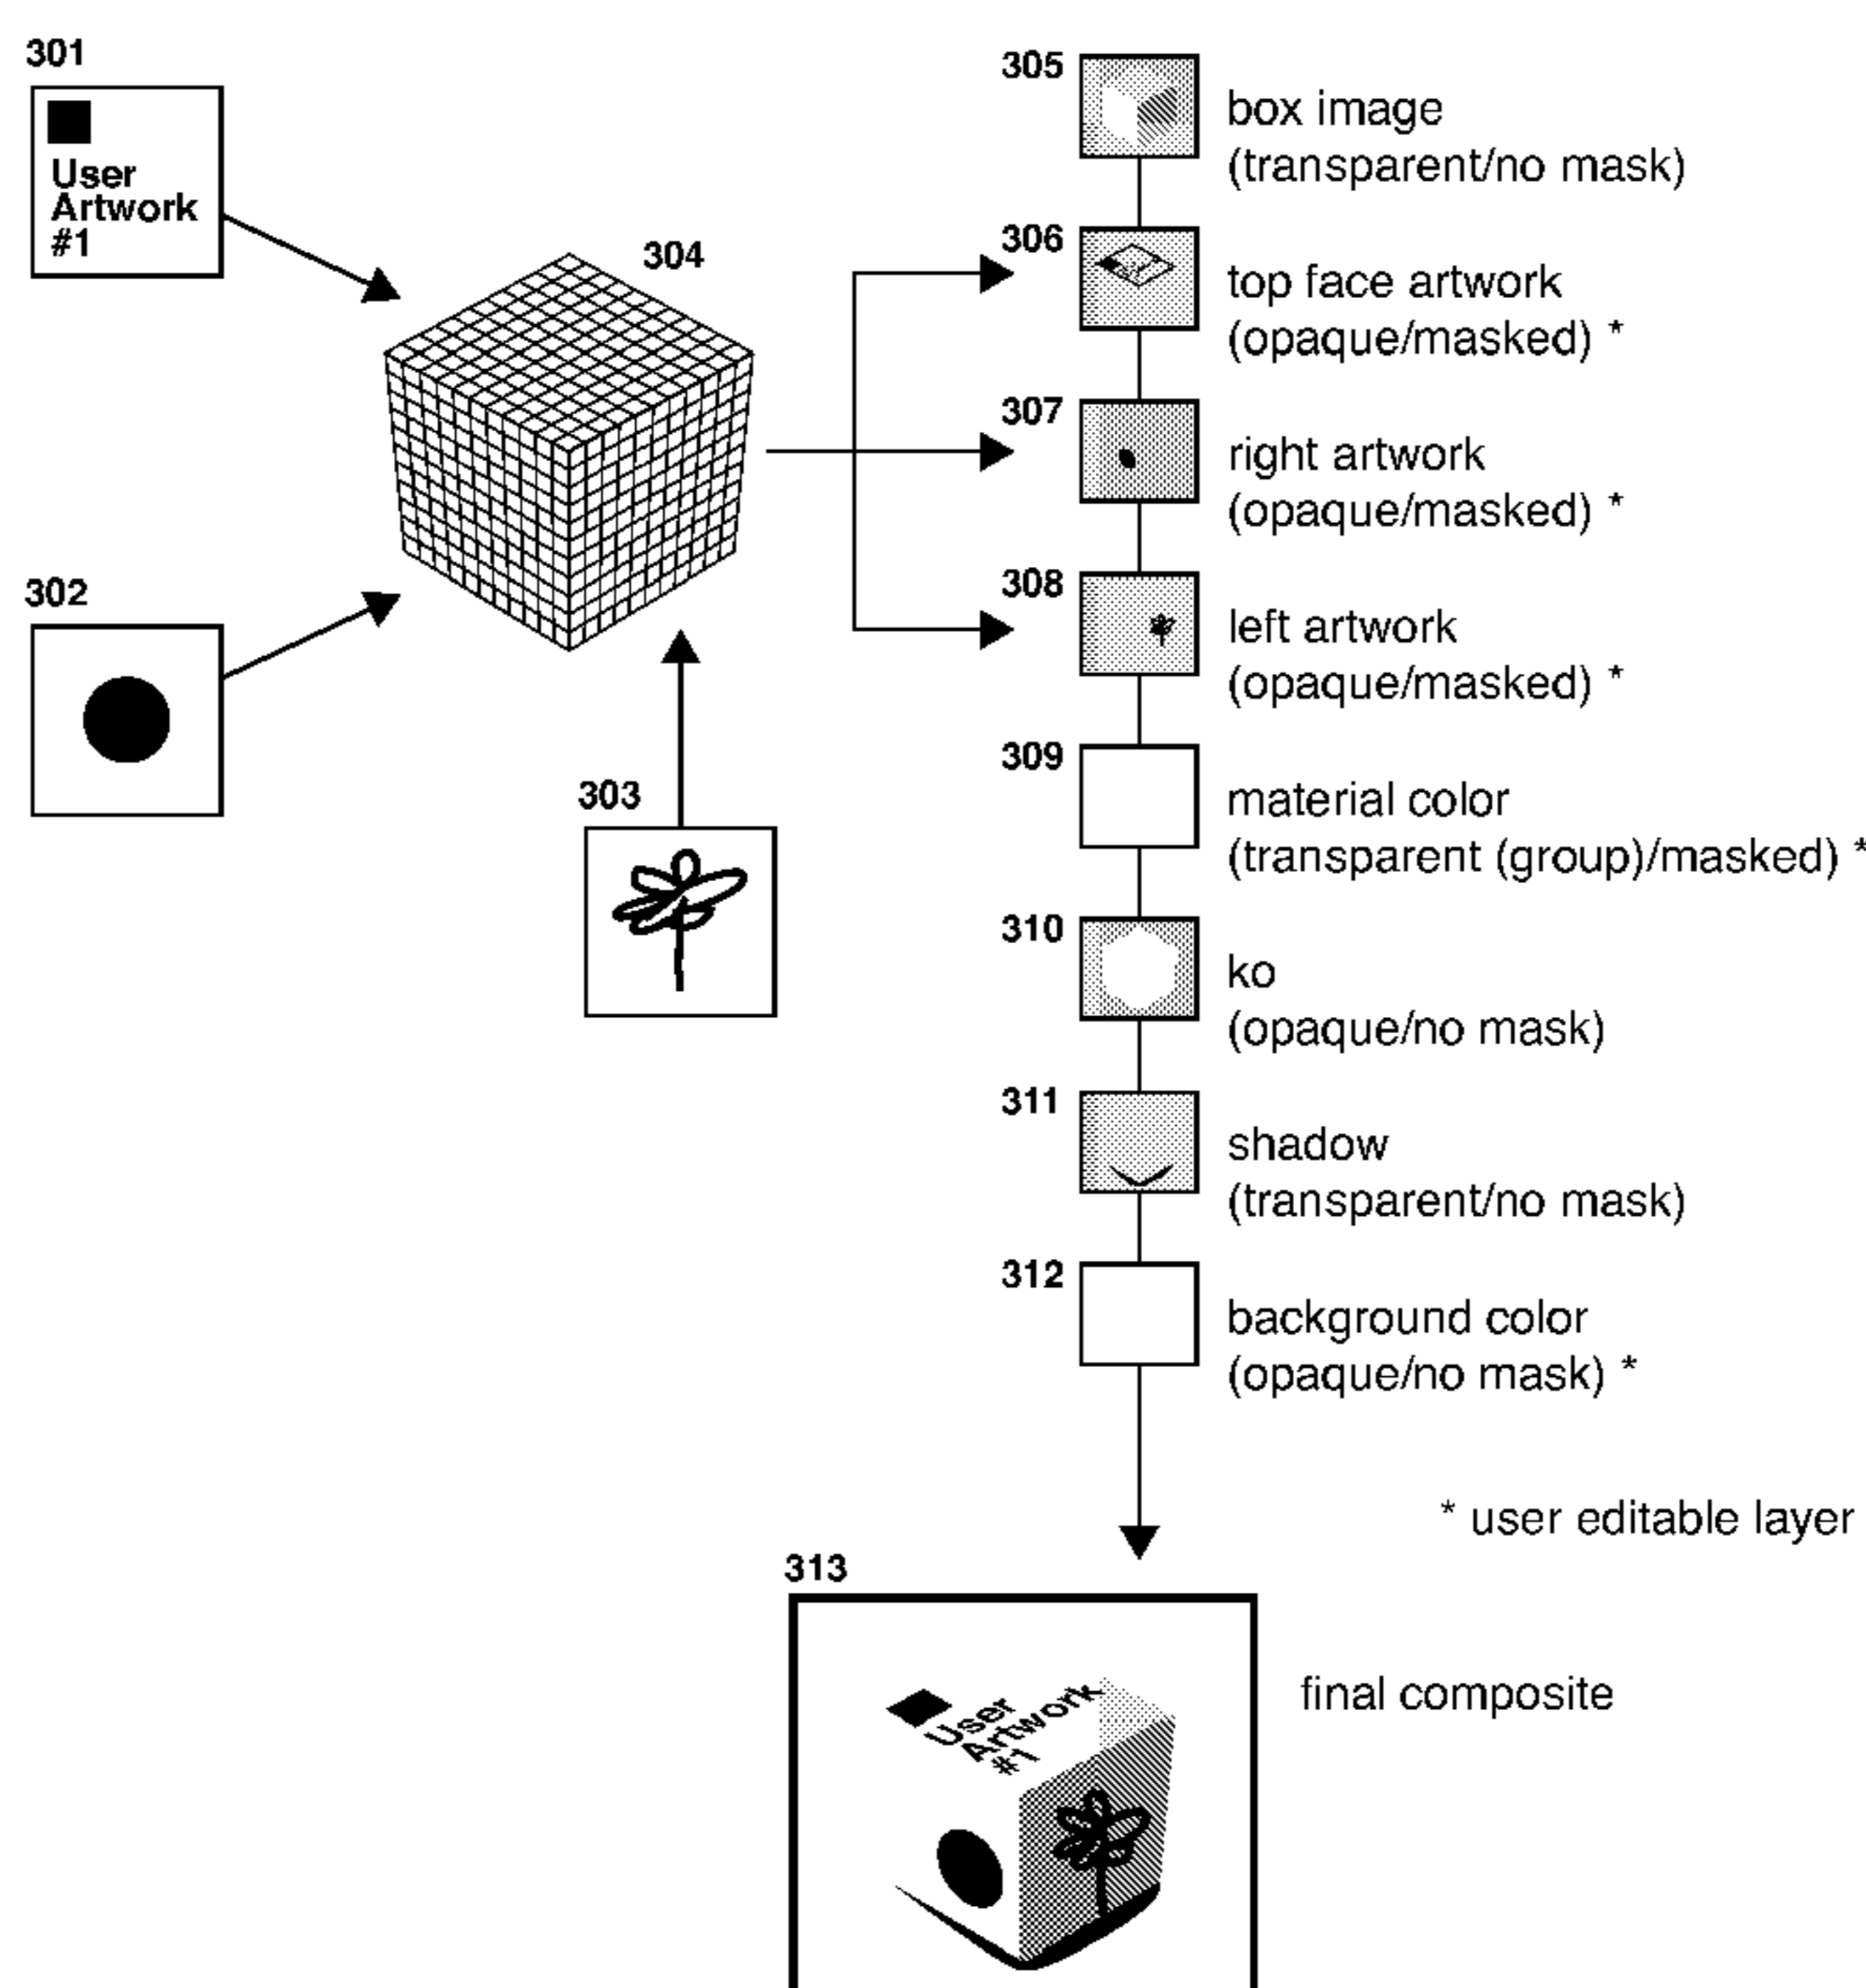 301
User
Artwork
#1
302
303
304
305
box image
(transparent/no mask)
306
top face artwork
(opaque/masked) *
307
right artwork
(opaque/masked) *
308
left artwork
(opaque/masked) *
309
material color
(transparent (group)/masked) *
310
ko
(opaque/no mask)
311
shadow
(transparent/no mask)
312
background color
(opaque/no mask) *
* user editable layer
313
User
Artwork
#1
final composite